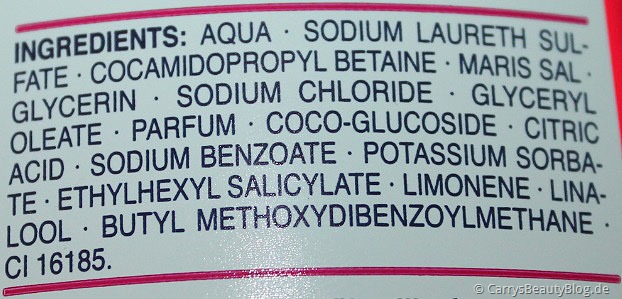 INGREDIENTS: AQUA · SODIUM LAURETH SUL-
FATE · COCAMIDOPROPYL BETAINE · MARIS SAL ·
GLYCERIN · SODIUM CHLORIDE · GLYCERYL
OLEATE · PARFUM · COCO-GLUCOSIDE · CITRIC
ACID · SODIUM BENZOATE · POTASSIUM SORBA-
TE · ETHYLHEXYL SALICYLATE · LIMONENE · LINA-
LOOL · BUTYL METHOXYDIBENZOYLMETHANE ·
CI 16185.
© CarrysBeautyBlog.de